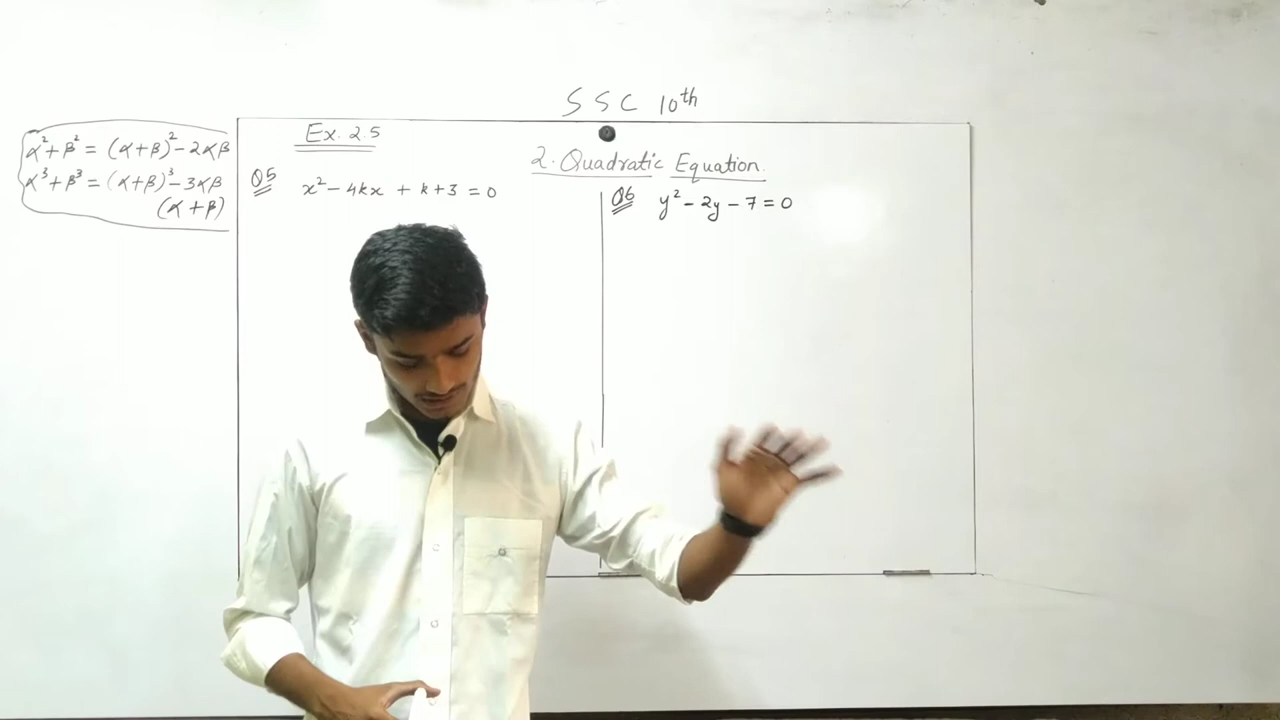 SSC 10th
α²+β² = (α+β)²-2αβ
α³+β³ = (α+β)³-3αβ
(α+β)
Ex. 2.5
2. Quadratic Equation.
Q5 x² - 4kx + k+3 = 0
Q6 y² - 2y - 7 = 0